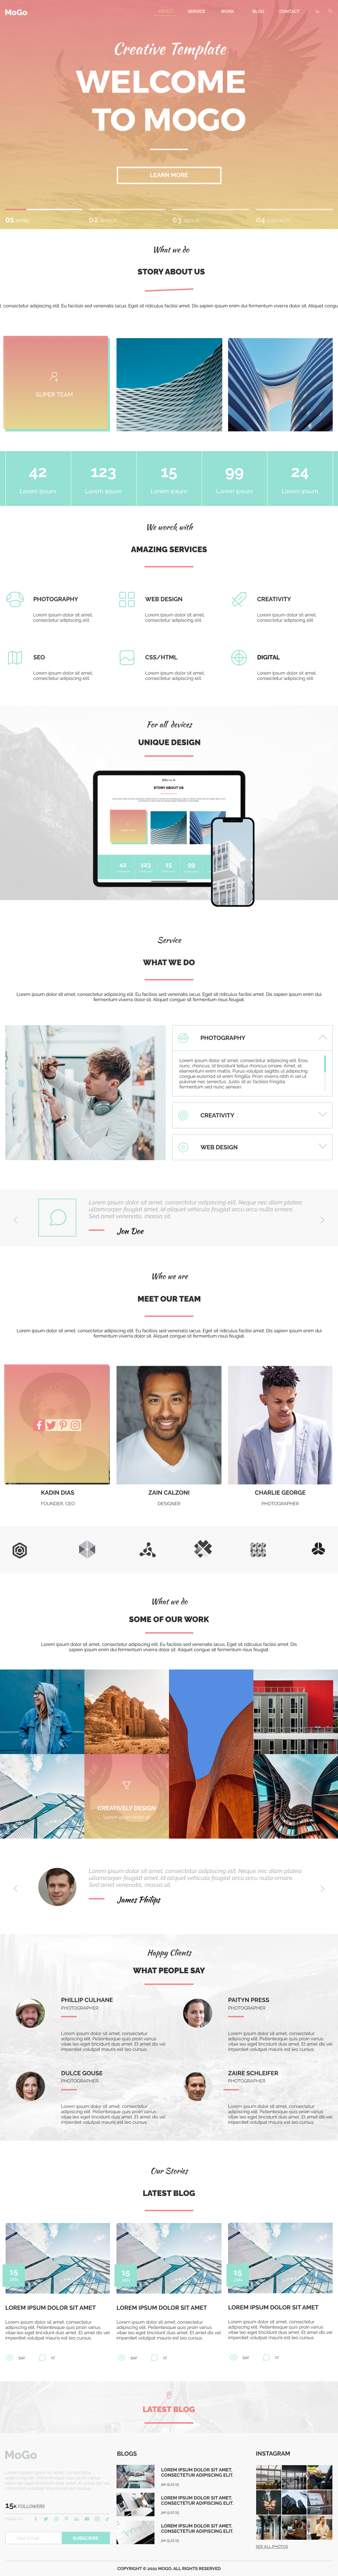 MoGo
ABOUT SERVICE WORK BLOG CONTACT
Creative Template
WELCOME
TO MOGO
LEARN MORE
01 INTRO 02 03 ABOUT 04
What we do
STORY ABOUT US
consectetur adipiscing elit. Eu facilisis sed venenatis lacus. Eget sit ridiculus facilisi amet. Dis sapien ipsum enim dui fermentum viverra dolor sit. Aliquet congu
SUPER TEAM
42 123 15 99 24
Lorem ipsum Lorem ipsum Lorem Ipsum Lorem ipsum Lorem ipsum
We worck with
AMAZING SERVICES
PHOTOGRAPHY
Lorem ipsum dolor sit amet,
consectetur adipiscing elit.
WEB DESIGN
Lorem ipsum dolor sit amet,
consectetur adipiscing elit.
CREATIVITY
Lorem ipsum dolor sit amet,
consectetur adipiscing elit.
SEO
Lorem ipsum dolor sit amet,
consectetur adipiscing elit.
CSS/HTML
Lorem ipsum dolor sit amet,
consectetur adipiscing elit.
DIGITAL
Lorem ipsum dolor sit amet,
consectetur adipiscing elit.
For all devices
UNIQUE DESIGN
STORY ABOUT US
42 123 15 99
Service
WHAT WE DO
Lorem ipsum dolor sit amet, consectetur adipiscing elit. Eu facilisis sed venenatis lacus. Eget sit ridiculus facilisi amet. Dis sapien ipsum enim dui
fermentum viverra dolor sit. Aliquet congue sit fermentum risus feugiat.
PHOTOGRAPHY
Lorem ipsum dolor sit amet, consectetur adipiscing elit. Eros,
nunc, rhoncus, id tincidunt tellus rhoncus ornare. Amet, et
elementum enim mattis. Purus volutpat sagittis ut adipiscing
congue euismod et enim fringilla. Proin viverra nibh in vel ut
pulvinar nec senectus. Justo, id ac facilisis fringilla
fermentum sed nunc aenean.
CREATIVITY
WEB DESIGN
Lorem ipsum dolor sit amet, consectetur adipiscing elit. Neque nec diam platea
ullamcorper feugiat amet. Id aliquet vehicula feugiat arcu arcu nulla ornare.
Sed amet venenatis, massa sit
Jon Doe
Who we are
MEET OUR TEAM
Lorem ipsum dolor sit amet, consectetur adipiscing elit. Eu facilisis sed venenatis lacus. Eget sit ridiculus facilisi amet. Dis sapien ipsum enim dui
fermentum viverra dolor sit. Aliquet congue sit fermentum risus feugiat.
KADIN DIAS
FOUNDER, CEO
ZAIN CALZONI
DESIGNER
CHARLIE GEORGE
PHOTOGRAPHER
What we do
SOME OF OUR WORK
Lorem ipsum dolor sit amet, consectetur adipiscing elit. Eu facilisis sed venenatis lacus. Eget sit ridiculus facilisi amet. Dis
sapien ipsum enim dui fermentum viverra dolor sit. Aliquet congue sit fermentum risus feugiat.
CREATIVELY DESIGN
Lorem ipsum dolor sit
Lorem ipsum dolor sit amet, consectetur adipiscing elit. Neque nec diam platea
ullamcorper feugiat amet. Id aliquet vehicula feugiat arcu arcu nulla ornare.
Sed amet venenatis, massa sit
James Philips
Happy Clients
WHAT PEOPLE SAY
PHILLIP CULHANE
PHOTOGRAPHER
Lorem ipsum dolor sit amet, consectetur
adipiscing elit. Pellentesque quis proin varius
vitae leo eget tincidunt duis amet. Et amet dis vel
imperdiet volutpat mauris est leo cursus.
PAITYN PRESS
PHOTOGRAPHER
Lorem ipsum dolor sit amet, consectetur
adipiscing elit. Pellentesque quis proin varius
vitae leo eget tincidunt duis amet. Et amet dis vel
imperdiet volutpat mauris est leo cursus.
DULCE GOUSE
PHOTOGRAPHER
Lorem ipsum dolor sit amet, consectetur
adipiscing elit. Pellentesque quis proin varius
vitae leo eget tincidunt duis amet. Et amet dis vel
imperdiet volutpat mauris est leo cursus.
ZAIRE SCHLEIFER
PHOTOGRAPHER
Lorem ipsum dolor sit amet, consectetur
adipiscing elit. Pellentesque quis proin varius
vitae leo eget tincidunt duis amet. Et amet dis vel
imperdiet volutpat mauris est leo cursus.
Our Stories
LATEST BLOG
15
JAN
LOREM IPSUM DOLOR SIT AMET
Lorem ipsum dolor sit amet, consectetur
adipiscing elit. Pellentesque quis proin varius
vitae leo eget tincidunt duis amet. Et amet dis vel
imperdiet volutpat mauris est leo cursus.
542 17
15
JAN
LOREM IPSUM DOLOR SIT AMET
Lorem ipsum dolor sit amet, consectetur
adipiscing elit. Pellentesque quis proin varius
vitae leo eget tincidunt duis amet. Et amet dis vel
imperdiet volutpat mauris est leo cursus.
542 17
15
JAN
LOREM IPSUM DOLOR SIT AMET
Lorem ipsum dolor sit amet, consectetur
adipiscing elit. Pellentesque quis proin varius
vitae leo eget tincidunt duis amet. Et amet dis vel
imperdiet volutpat mauris est leo cursus.
542 17
LATEST BLOG
MoGo
15K FOLLOWERS
Your Email SUBSCRIBE
BLOGS
LOREM IPSUM DOLOR SIT AMET,
CONSECTETUR ADIPISCING ELIT.
LOREM IPSUM DOLOR SIT AMET,
CONSECTETUR ADIPISCING ELIT.
LOREM IPSUM DOLOR SIT AMET,
CONSECTETUR ADIPISCING ELIT.
INSTAGRAM
SEE ALL PHOTOS
COPYRIGHT © 2021 MOGO: ALL RIGHTS RESERVED